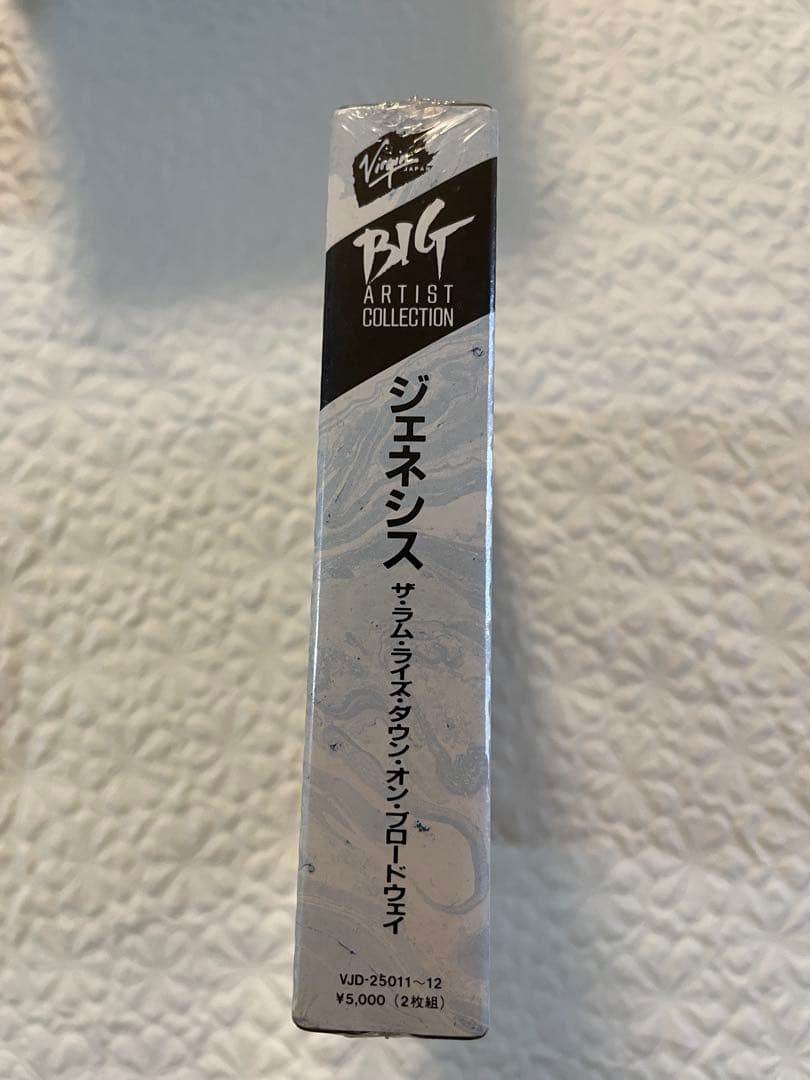 Virgin
JAPAN
BIG
ARTIST
COLLECTION
ジェネシス
ザ・ラム・ライズ・ダウン・オン・ブロードウェイ
VJD-25011〜12
¥5,000（2枚組）